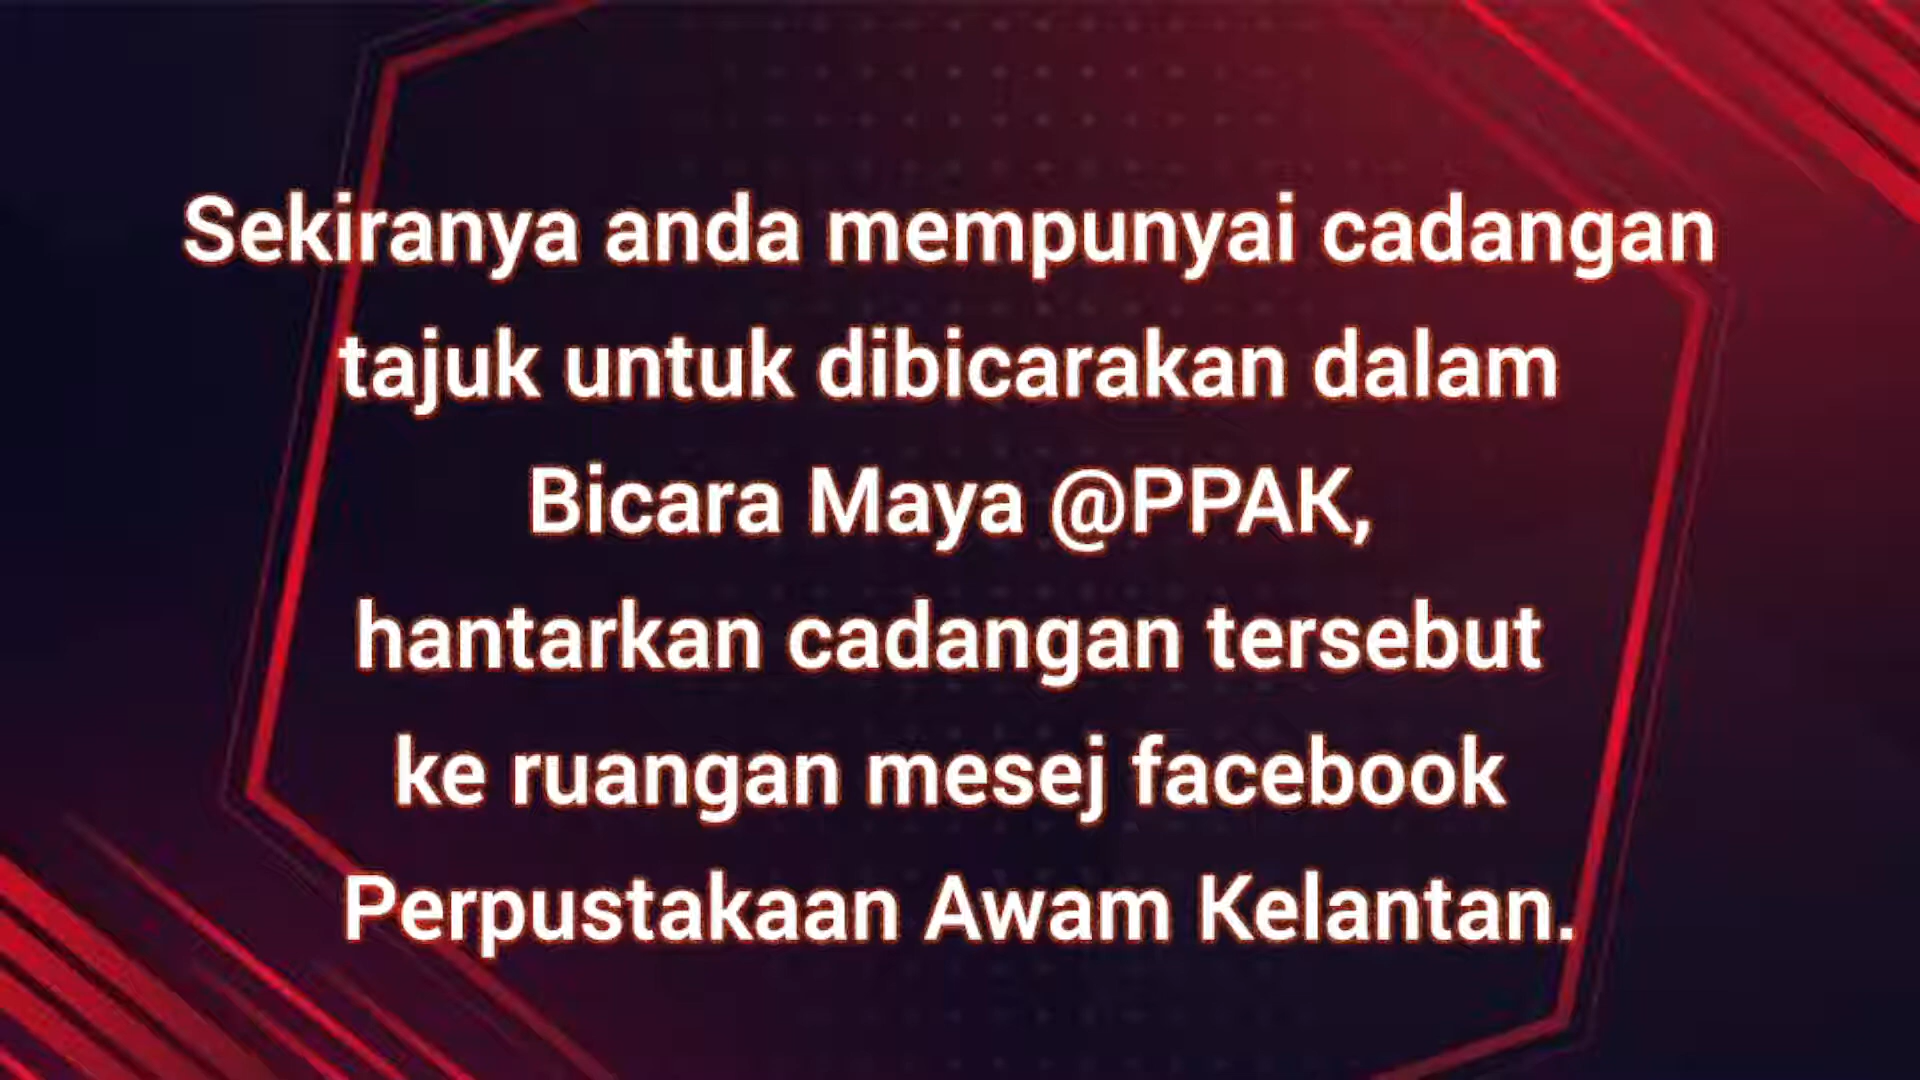 Sekiranya anda mempunyai cadangan
tajuk untuk dibicarakan dalam
Bicara Maya @PPAK,
hantarkan cadangan tersebut
ke ruangan mesej facebook
Perpustakaan Awam Kelantan.